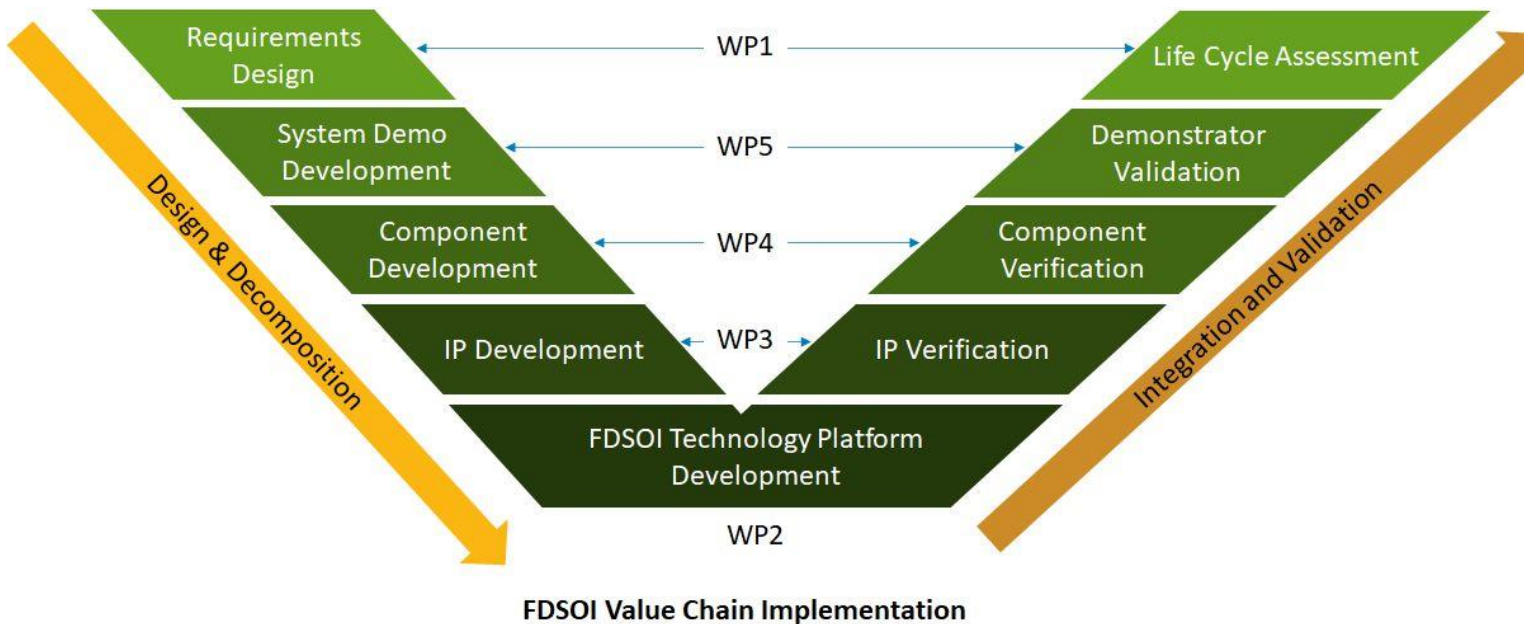 Requirements
Design
WP1
Life Cycle Assessment
System Demo
Development
WP5
Demonstrator
Validation
Component
Development
WP4
Component
Verification
IP Development
WP3
IP Verification
FDSOI Technology Platform
Development
WP2
Design & Decomposition
Integration and Validation
FDSOI Value Chain Implementation